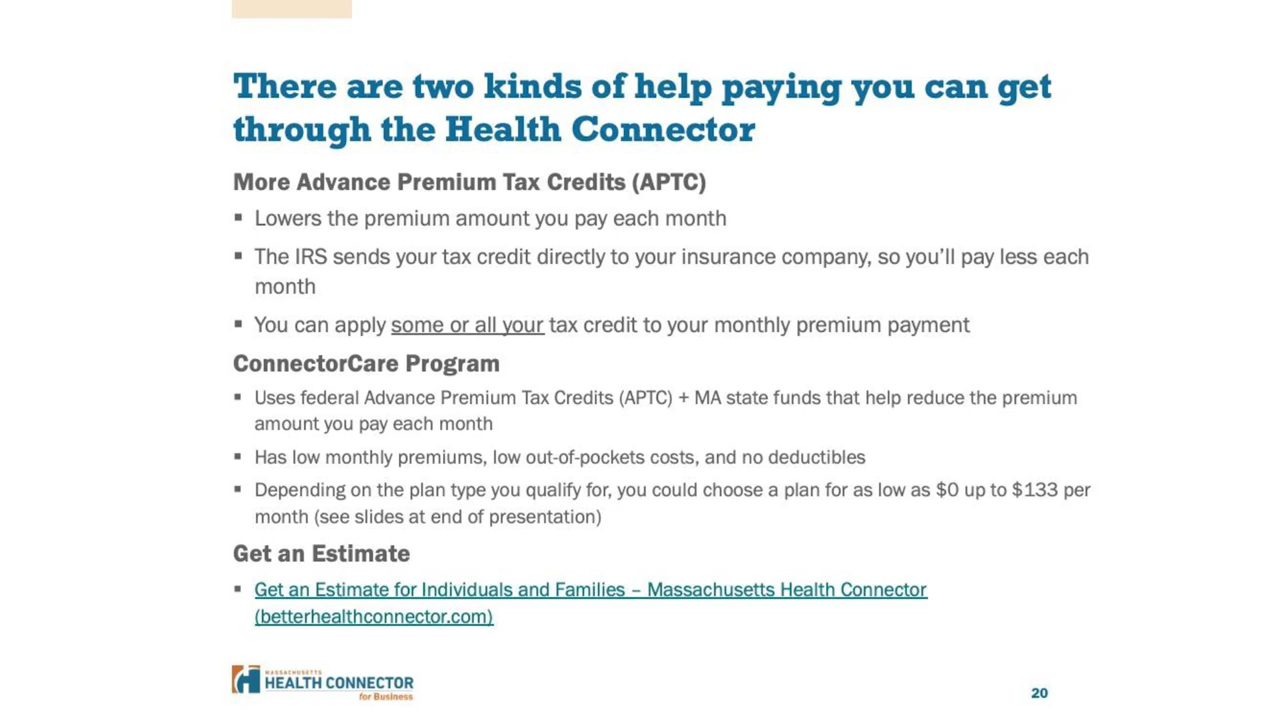 There are two kinds of help paying you can get
through the Health Connector
More Advance Premium Tax Credits (APTC)
▪ Lowers the premium amount you pay each month
▪ The IRS sends your tax credit directly to your insurance company, so you’ll pay less each
month
▪ You can apply some or all your tax credit to your monthly premium payment
ConnectorCare Program
▪ Uses federal Advance Premium Tax Credits (APTC) + MA state funds that help reduce the premium
amount you pay each month
▪ Has low monthly premiums, low out-of-pockets costs, and no deductibles
▪ Depending on the plan type you qualify for, you could choose a plan for as low as $0 up to $133 per
month (see slides at end of presentation)
Get an Estimate
▪ Get an Estimate for Individuals and Families – Massachusetts Health Connector
(betterhealthconnector.com)
MASSACHUSETTS
HEALTH CONNECTOR
for Business
20